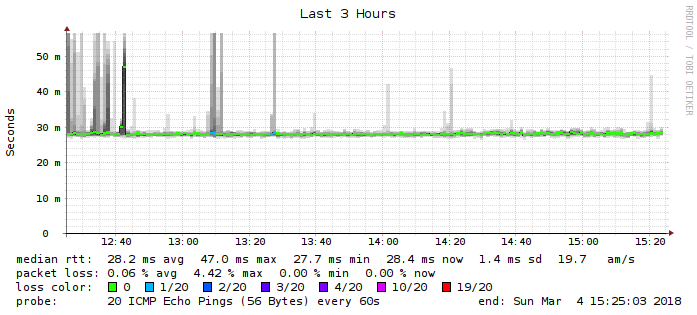 Last 3 Hours
RRDTOOL / TOBI OETIKER
Seconds
50 m
40 m
30 m
20 m
10 m
0
12:40 13:00 13:20 13:40 14:00 14:20 14:40 15:00 15:20
median rtt: 28.2 ms avg 47.0 ms max 27.7 ms min 28.4 ms now 1.4 ms sd 19.7 am/s
packet loss: 0.06 % avg 4.42 % max 0.00 % min 0.00 % now
loss color: 0 1/20 2/20 3/20 4/20 10/20 19/20
probe: 20 ICMP Echo Pings (56 Bytes) every 60s end: Sun Mar 4 15:25:03 2018